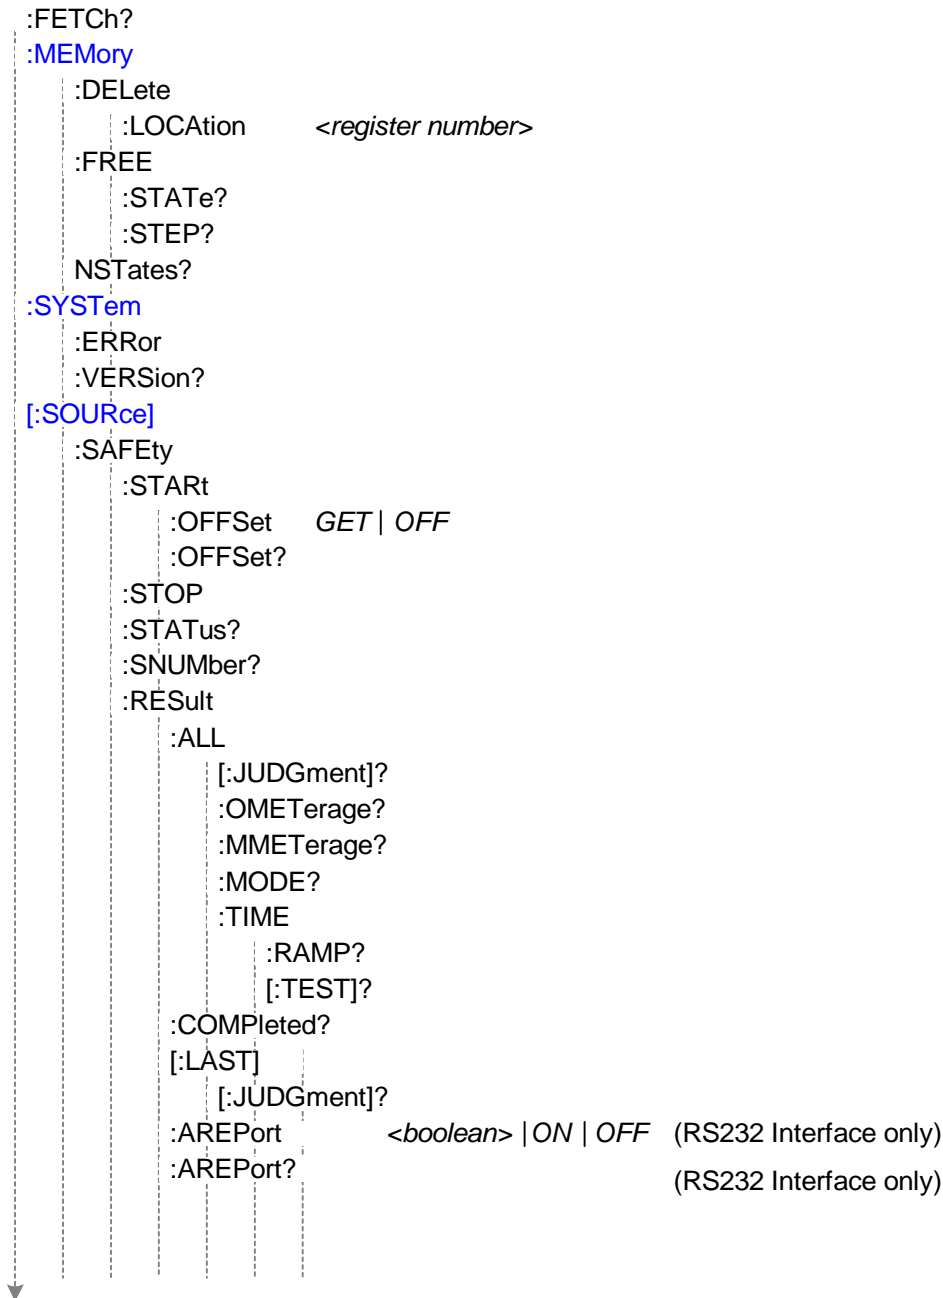 :FETCh?
:MEMory
:DELete
:LOCAtion <register number>
:FREE
:STATe?
:STEP?
NSTates?
:SYSTem
:ERRor
:VERSion?
[:SOURce]
:SAFEty
:STARt
:OFFSet GET | OFF
:OFFSet?
:STOP
:STATus?
:SNUMber?
:RESult
:ALL
[:JUDGment]?
:OMETerage?
:MMETerage?
:MODE?
:TIME
:RAMP?
[:TEST]?
:COMPleted?
[:LAST]
[:JUDGment]?
:AREPort <boolean> | ON | OFF (RS232 Interface only)
:AREPort? (RS232 Interface only)